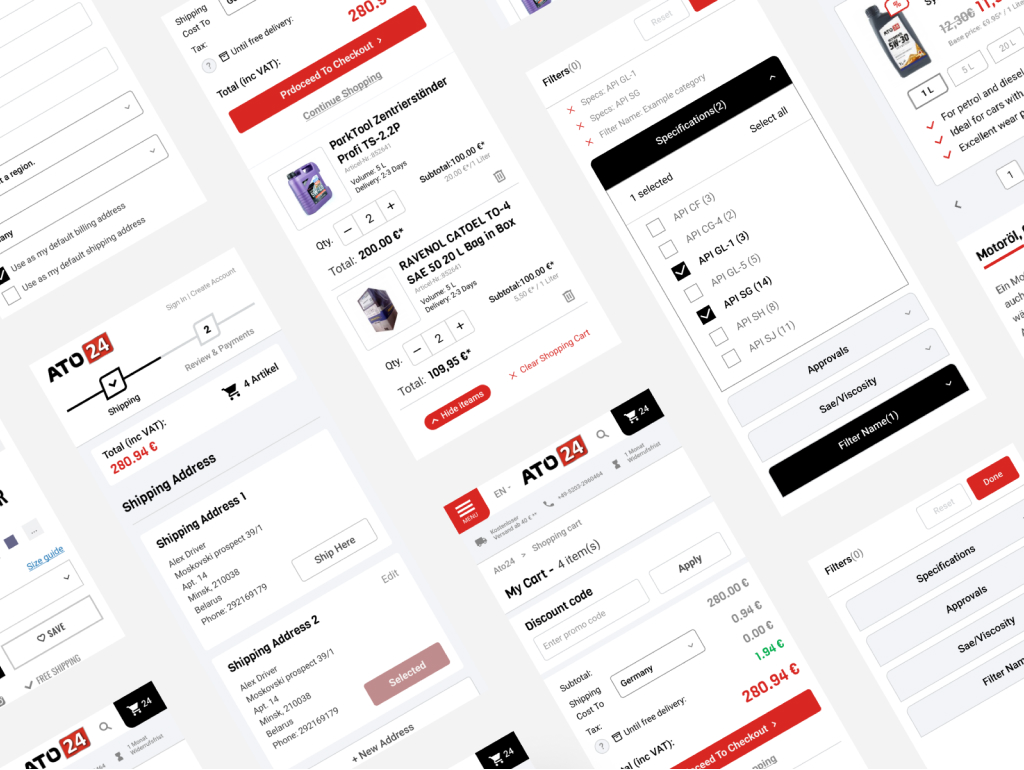 t a region.
Use as my default billing address
Use as my default shipping address
Size guide
SAVE
FREE SHIPPING
ATO 24
24
1 Monat
Widerrufsfrist
Sign In | Create Account
ATO 24
2
Shipping
Review & Payments
4 Artikel
Total (inc VAT):
280.94 €
Shipping Address
Shipping Address 1
Alex Driver
Moskovski prospect 39/1
Apt. 14
Minsk, 210038
Belarus
Phone: 292169179
Ship Here
Edit
Shipping Address 2
Alex Driver
Moskovski prospect 39/1
Apt. 14
Minsk, 210038
Belarus
Phone: 292169179
Selected
+ New Address
24
Shipping
Cost To
Tax:
? Until free delivery:
Total (inc VAT):
280.9
Prdoceed To Checkout >
Continue Shopping
ParkTool Zentrierständer
Profi TS-2.2P
Articel-Nr. 852641
Volume: 5 L
Delivery: 2-3 Days
Subtotal:100.00 €*
20.00 €*/1 Liter
Qty. − 2 +
Total: 200.00 €*
RAVENOL CATOEL TO-4
SAE 50 20 L Bag in Box
Articel-Nr. 852641
Volume: 5 L
Delivery: 2-3 Days
Subtotal:100.00 €*
5.50 €* / 1 Liter
Qty. − 2 +
Total: 109,95 €*
Clear Shopping Cart
Hide iteams
MENU
EN
ATO 24
24
Kostenloser
Versand ab 40 € **
+49-5203-2966464
1 Monat
Widerrufsfrist
Ato24 > Shopping cart
My Cart - 4 item(s)
Discount code
Enter promo code
Apply
Subtotal:
280.00 €
Shipping
Cost To
Germany
0.94 €
0.00 €
Tax:
1.94 €
? Until free delivery:
280.94 €
Total (inc VAT):
oceed To Checkout >
Reset
Filters(0)
Specs: API GL-1
Specs: API SG
Filter Name: Example category
Specifications(2)
1 selected
Select all
API CF (3)
API CG-4 (2)
API GL-1 (3)
API GL-5 (5)
API SG (14)
API SH (8)
API SJ (11)
Approvals
Sae/Viscosity
Filter Name(1)
Reset
Done
Filters(0)
Specifications
Approvals
Sae/Viscosity
Filter Nam
%
ATO 24
5W-30
12,30€
Base price: €9.95* / 1 Liter
1 L
5 L
20 L
For petrol and diesel
Ideal for cars with
Excellent wear p
1
Motoröl,
Ein Mo
auch